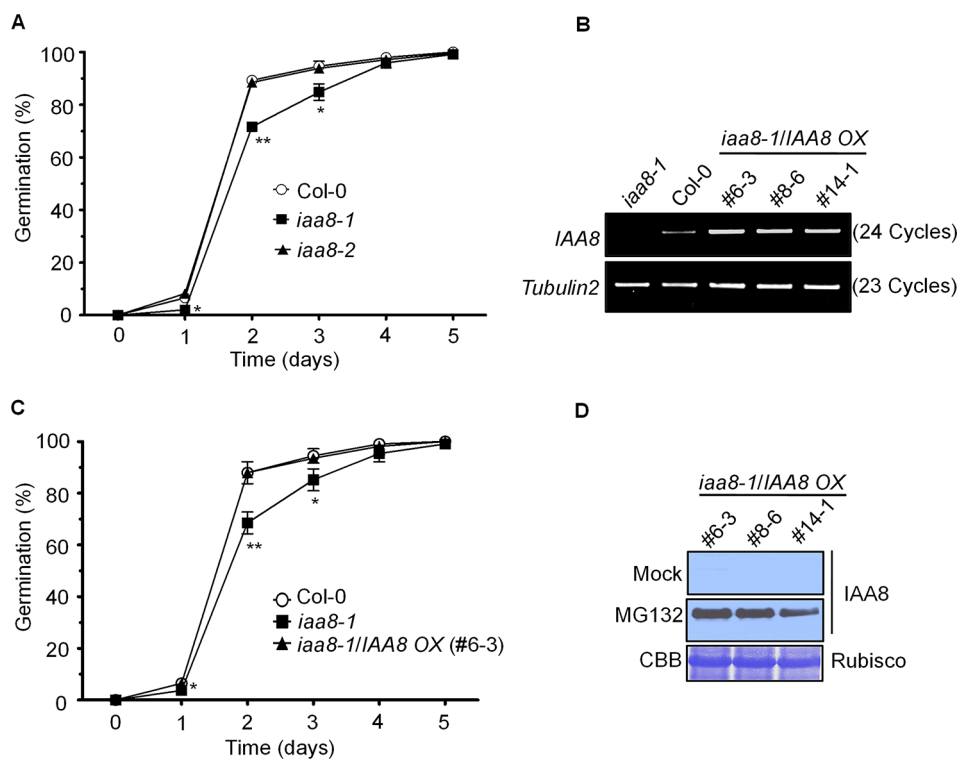 A
100
80
60
40
20
0
Germination (%)
0 1 2 3 4 5
Time (days)
*
**
*
Col-0
iaa8-1
iaa8-2
B
iaa8-1/IAA8 OX
iaa8-1 Col-0 #6-3 #8-6 #14-1
IAA8 (24 Cycles)
Tubulin2 (23 Cycles)
C
100
80
60
40
20
0
Germination (%)
0 1 2 3 4 5
Time (days)
*
**
*
Col-0
iaa8-1
iaa8-1/IAA8 OX (#6-3)
D
iaa8-1/IAA8 OX
#6-3 #8-6 #14-1
Mock
MG132
IAA8
CBB Rubisco